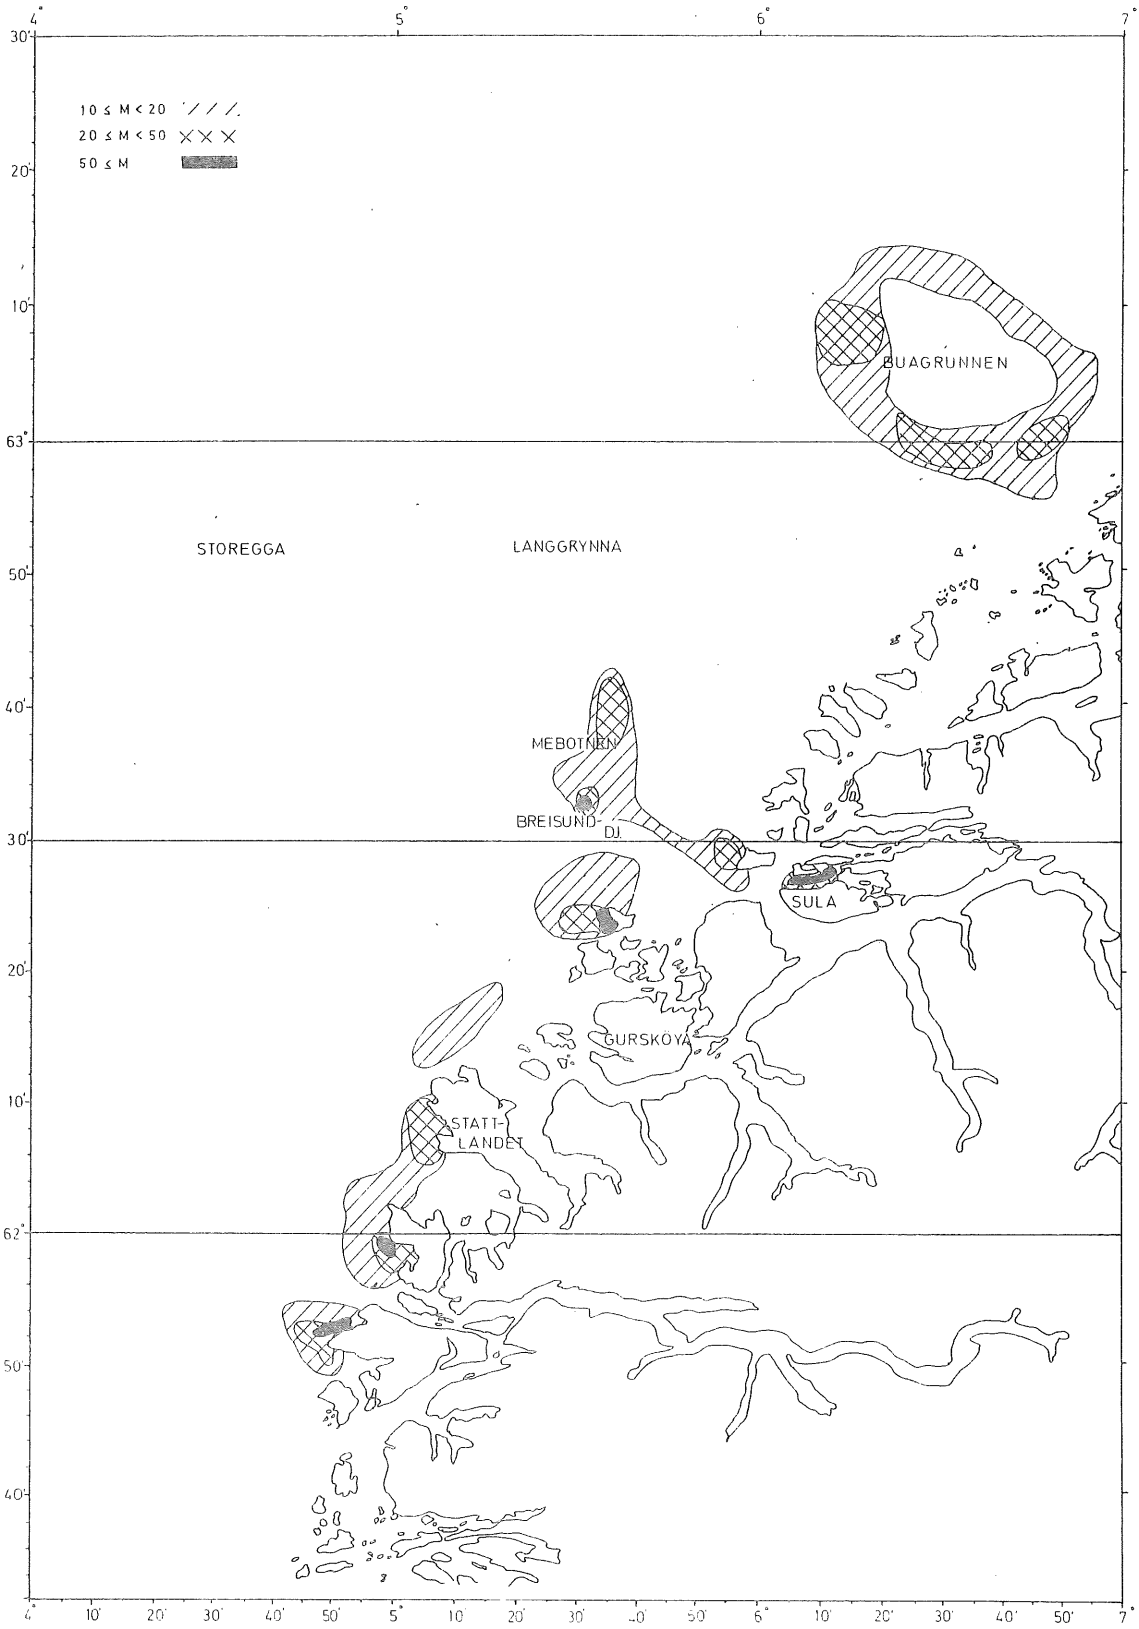 4° 5° 6° 7°
30'
10 ≤ M < 20
20 ≤ M < 50
50 ≤ M
20'
10'
BUAGRUNNEN
63°
STOREGGA LANGGRYNNA
50'
40'
MEBOTNEN
BREISUND-
DJ.
30'
SULA
20'
GURSKÖYA
10'
STATT-
LANDET
62°
50'
40'
4° 10' 20' 30' 40' 50' 5° 10' 20' 30' 40' 50' 6° 10' 20' 30' 40' 50' 7°